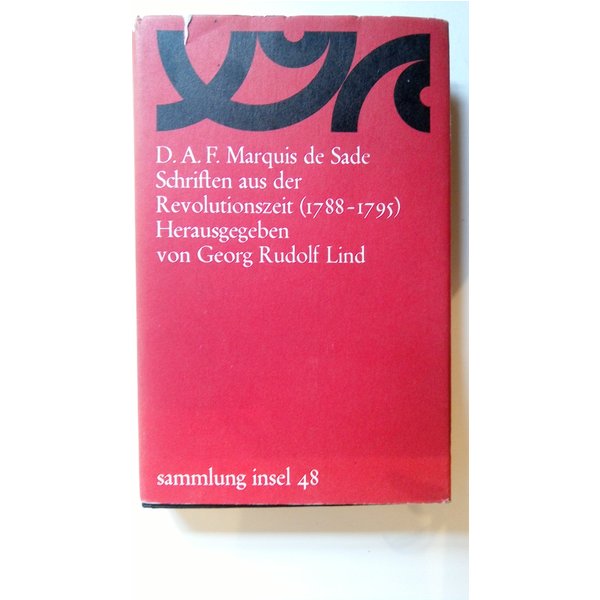 D. A. F. Marquis de Sade
Schriften aus der
Revolutionszeit (1788-1795)
Herausgegeben
von Georg Rudolf Lind
sammlung insel 48